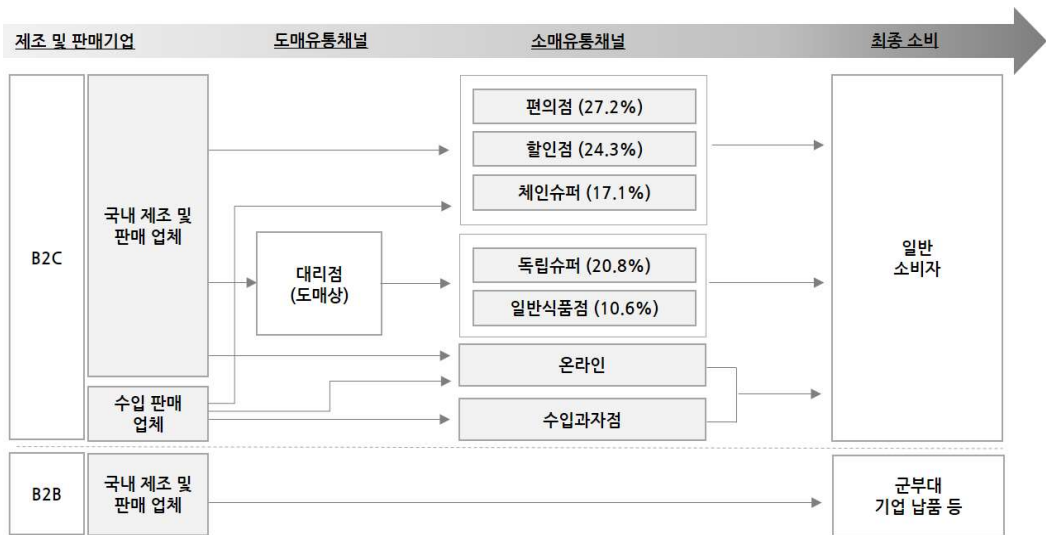 제조 및 판매기업
도매유통채널
소매유통채널
최종 소비
B2C
국내 제조 및
판매 업체
수입 판매
업체
대리점
(도매상)
편의점 (27.2%)
할인점 (24.3%)
체인슈퍼 (17.1%)
독립슈퍼 (20.8%)
일반식품점 (10.6%)
온라인
수입과자점
일반
소비자
B2B
국내 제조 및
판매 업체
군부대
기업 납품 등